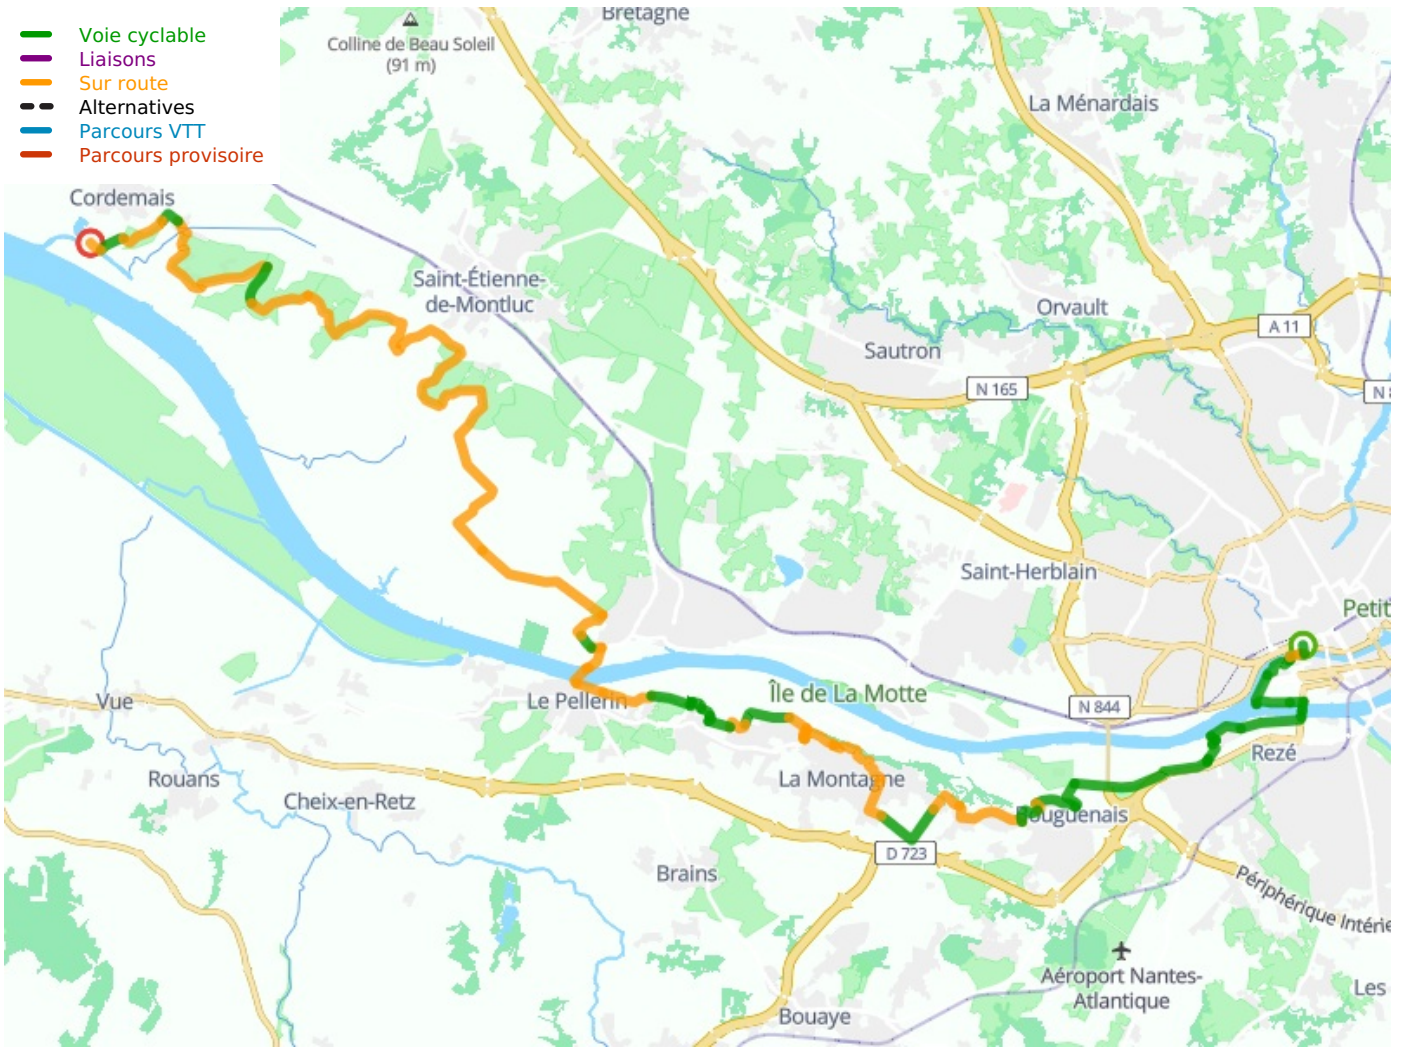 Voie cyclable
Liaisons
Sur route
Alternatives
Parcours VTT
Parcours provisoire
Bretagne
Colline de Beau Soleil
(91 m)
La Ménardais
Cordemais
Saint-Étienne-
de-Montluc
Orvault
A 11
Sautron
N 165
N
Saint-Herblain
Petit
Le Pellerin
Île de La Motte
N 844
Vue
Rezé
Rouans
La Montagne
Cheix-en-Retz
Bouguenais
D 723
Brains
Périphérique Intérie
Aéroport Nantes-
Atlantique
Les
Bouaye